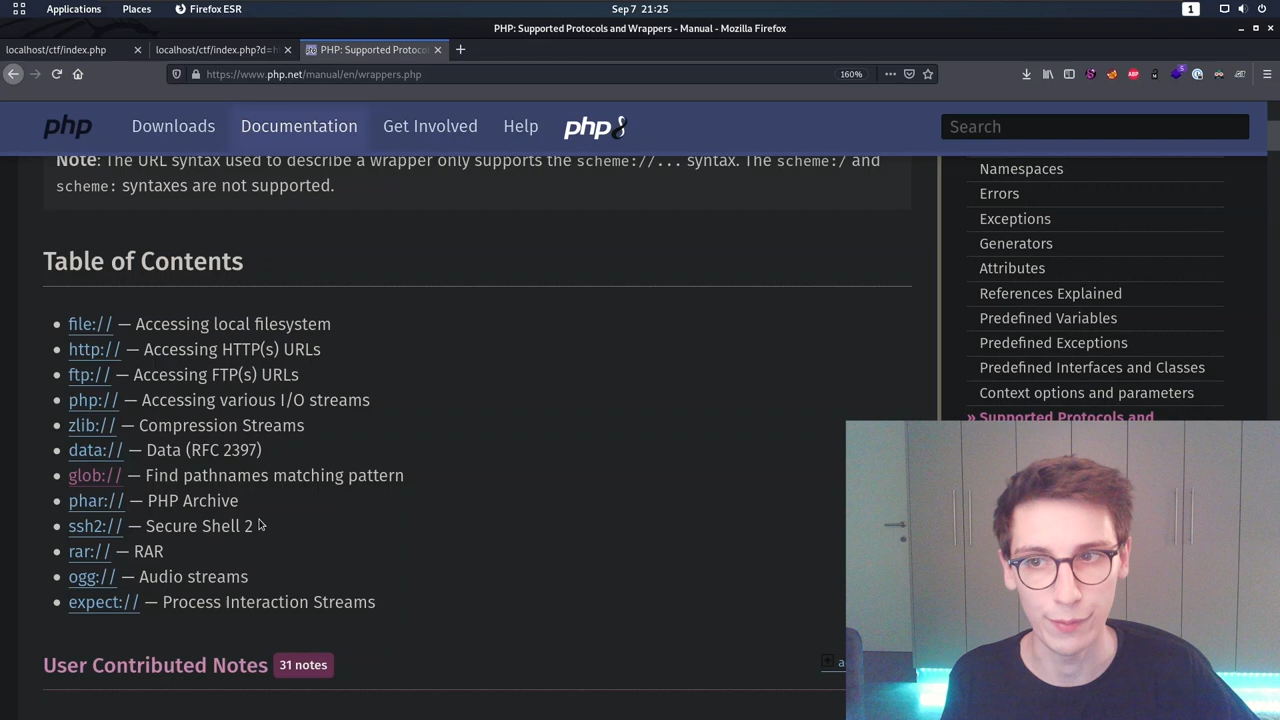 Applications Places Firefox ESR Sep 7 21:25 1
PHP: Supported Protocols and Wrappers - Manual - Mozilla Firefox
localhost/ctf/index.php × localhost/ctf/index.php?d= × PHP: Supported Protoco × +
https://www.php.net/manual/en/wrappers.php 160%
php Downloads Documentation Get Involved Help php8 Search
Note: The URL syntax used to describe a wrapper only supports the scheme://... syntax. The scheme:/ and
scheme: syntaxes are not supported.
Table of Contents
• file:// — Accessing local filesystem
• http:// — Accessing HTTP(s) URLs
• ftp:// — Accessing FTP(s) URLs
• php:// — Accessing various I/O streams
• zlib:// — Compression Streams
• data:// — Data (RFC 2397)
• glob:// — Find pathnames matching pattern
• phar:// — PHP Archive
• ssh2:// — Secure Shell 2
• rar:// — RAR
• ogg:// — Audio streams
• expect:// — Process Interaction Streams
User Contributed Notes 31 notes
Namespaces
Errors
Exceptions
Generators
Attributes
References Explained
Predefined Variables
Predefined Exceptions
Predefined Interfaces and Classes
Context options and parameters
» Supported Protocols and